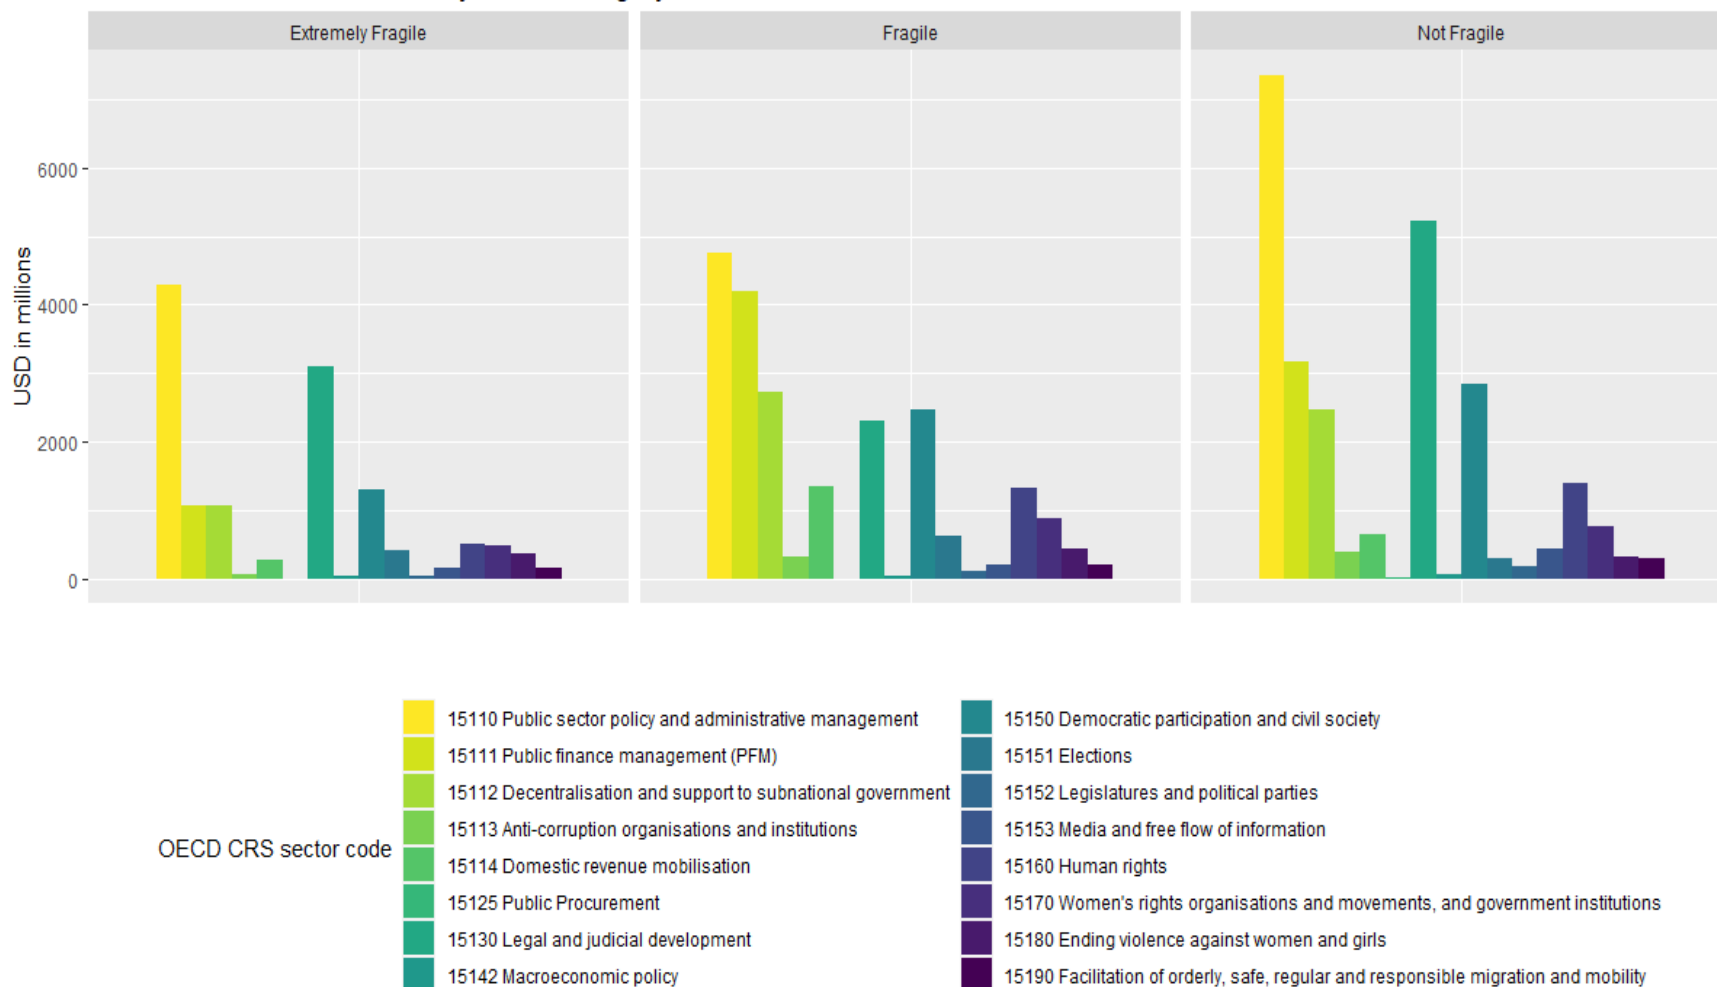 Extremely Fragile
Fragile
Not Fragile
USD in millions
6000
4000
2000
0
OECD CRS sector code
15110 Public sector policy and administrative management
15111 Public finance management (PFM)
15112 Decentralisation and support to subnational government
15113 Anti-corruption organisations and institutions
15114 Domestic revenue mobilisation
15125 Public Procurement
15130 Legal and judicial development
15142 Macroeconomic policy
15150 Democratic participation and civil society
15151 Elections
15152 Legislatures and political parties
15153 Media and free flow of information
15160 Human rights
15170 Women's rights organisations and movements, and government institutions
15180 Ending violence against women and girls
15190 Facilitation of orderly, safe, regular and responsible migration and mobility